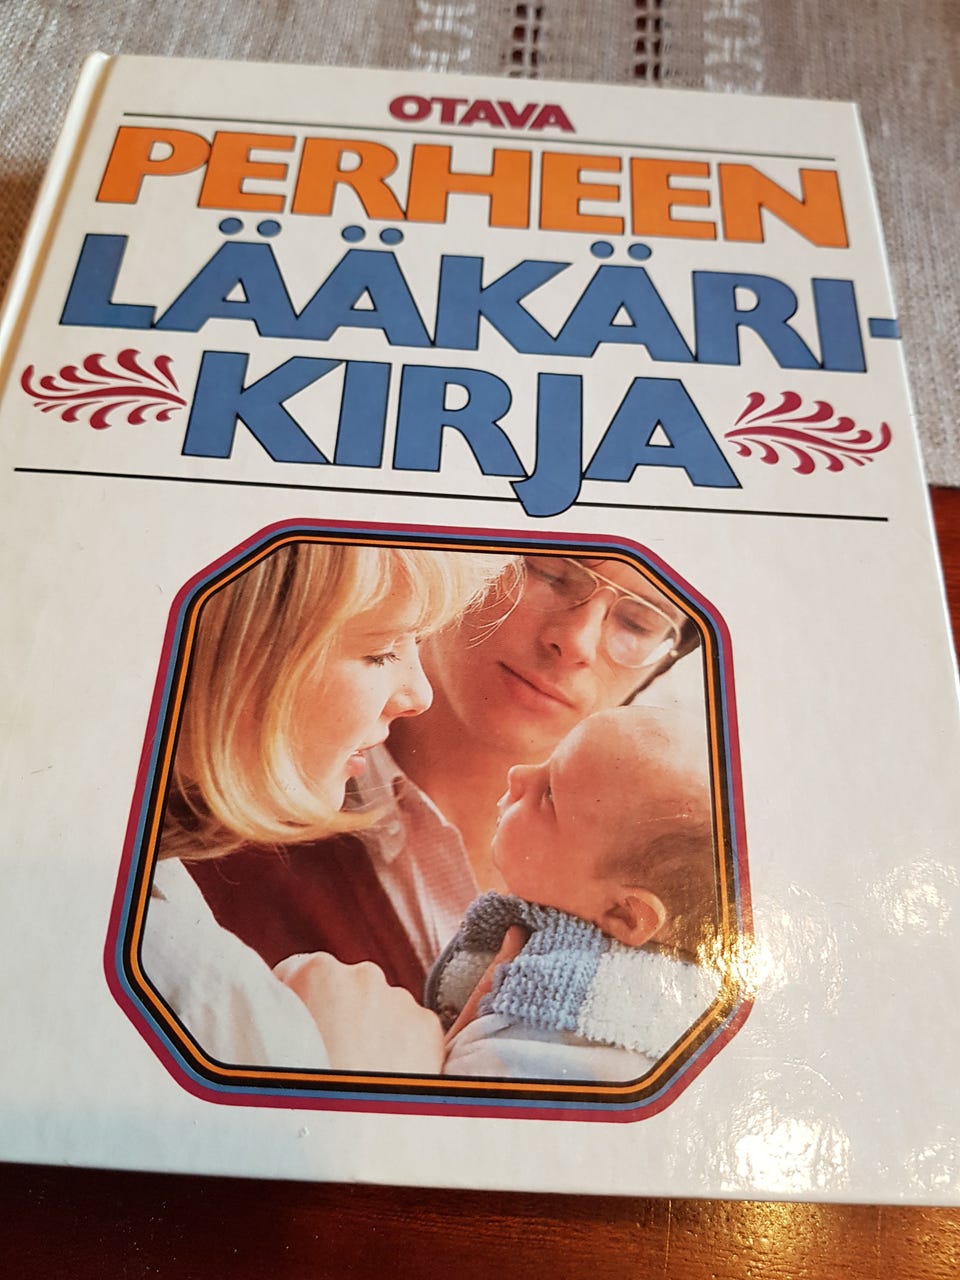 OTAVA
PERHEEN
LÄÄKÄRI-
KIRJA